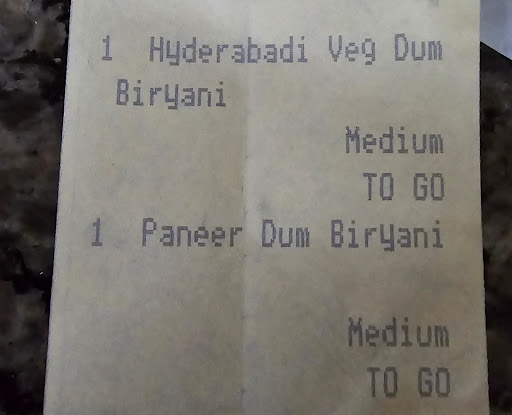 1 Hyderabadi Veg Dum
Biryani
Medium
TO GO
1 Paneer Dum Biryani
Medium
TO GO